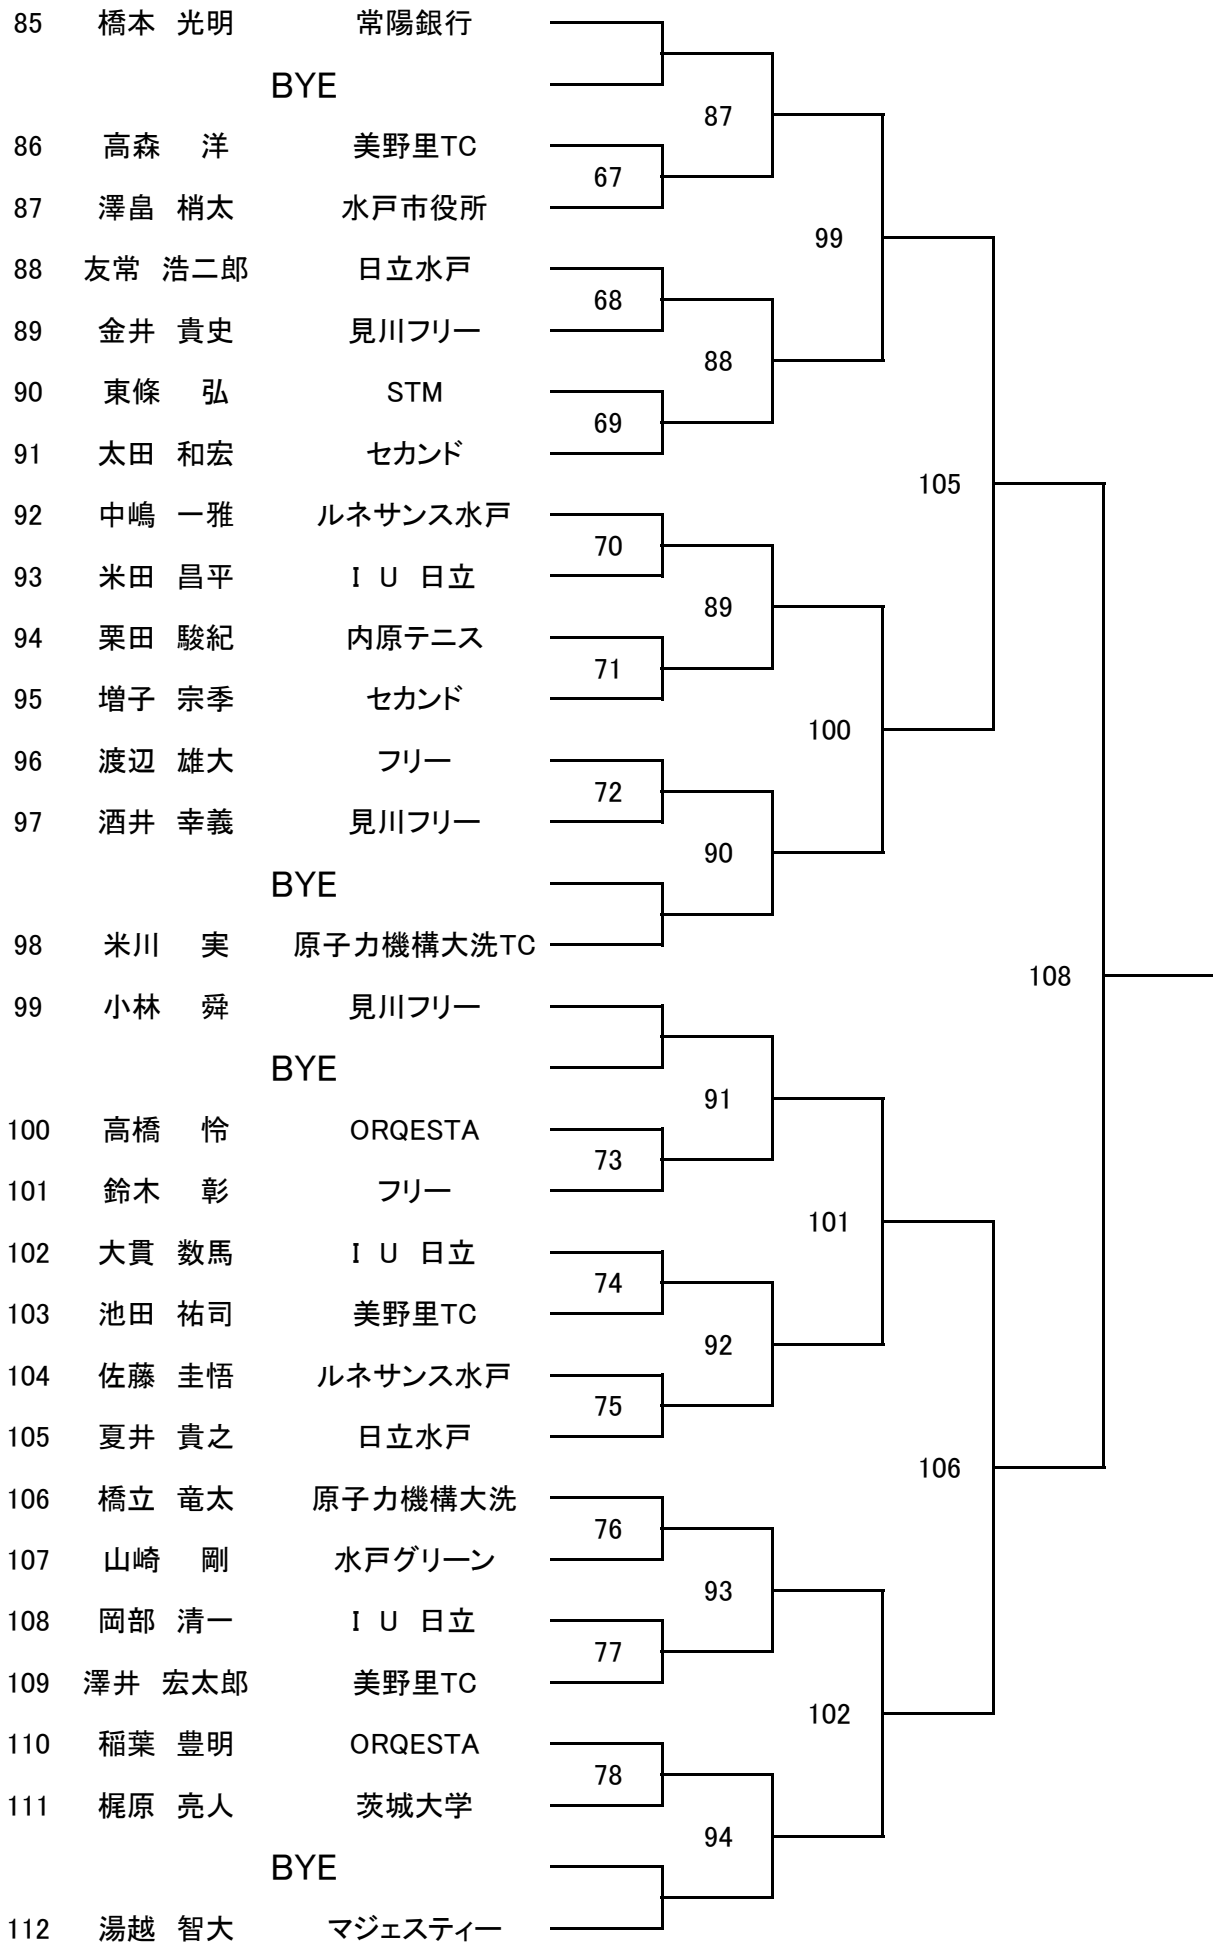 85 橋本 光明 常陽銀行
BYE
87
86 高森 洋 美野里TC
67
87 澤畠 梢太 水戸市役所
99
88 友常 浩二郎 日立水戸
68
89 金井 貴史 見川フリー
88
90 東條 弘 STM
69
91 太田 和宏 セカンド
105
92 中嶋 一雅 ルネサンス水戸
70
93 米田 昌平 I U 日立
89
94 栗田 駿紀 内原テニス
71
95 増子 宗季 セカンド
100
96 渡辺 雄大 フリー
72
97 酒井 幸義 見川フリー
90
BYE
98 米川 実 原子力機構大洗TC
108
99 小林 舜 見川フリー
BYE
91
100 高橋 怜 ORQESTA
73
101 鈴木 彰 フリー
101
102 大貫 数馬 I U 日立
74
103 池田 祐司 美野里TC
92
104 佐藤 圭悟 ルネサンス水戸
75
105 夏井 貴之 日立水戸
106
106 橋立 竜太 原子力機構大洗
76
107 山崎 剛 水戸グリーン
93
108 岡部 清一 I U 日立
77
109 澤井 宏太郎 美野里TC
102
110 稲葉 豊明 ORQESTA
78
111 梶原 亮人 茨城大学
94
BYE
112 湯越 智大 マジェスティー